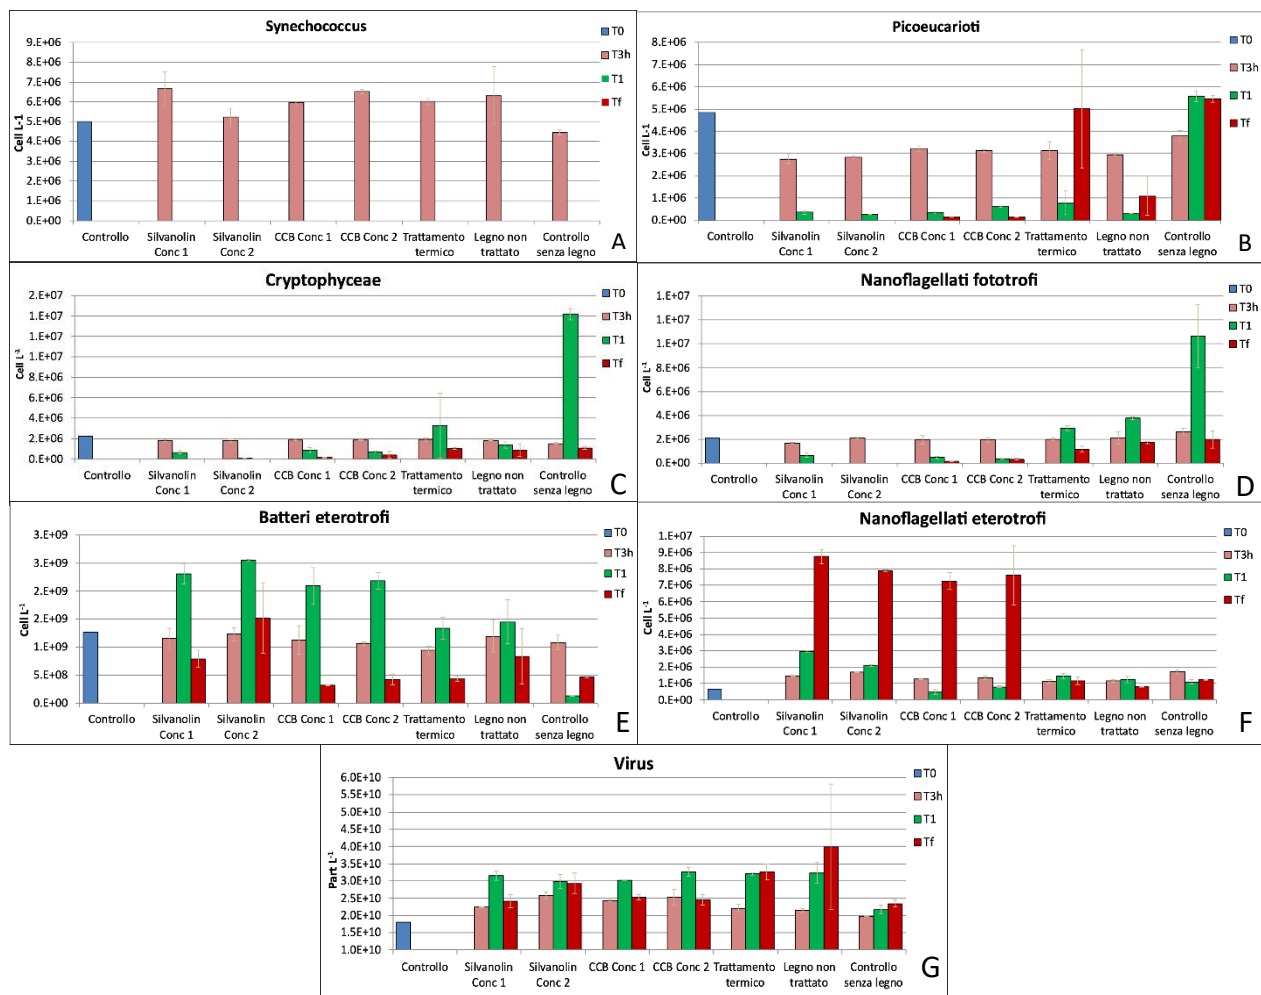 Synechococcus
Cell L-1
9.E+06
8.E+06
7.E+06
6.E+06
5.E+06
4.E+06
3.E+06
2.E+06
1.E+06
0.E+00
Controllo
Silvanolin
Conc 1
Silvanolin
Conc 2
CCB Conc 1
CCB Conc 2
Trattamento
termico
Legno non
trattato
Controllo
senza legno
T0
T3h
T1
Tf
A
Picoeucarioti
Cell L-1
8.E+06
7.E+06
6.E+06
5.E+06
4.E+06
3.E+06
2.E+06
1.E+06
0.E+00
Controllo
Silvanolin
Conc 1
Silvanolin
Conc 2
CCB Conc 1
CCB Conc 2
Trattamento
termico
Legno non
trattato
Controllo
senza legno
T0
T3h
T1
Tf
B
Cryptophyceae
Cell L-1
2.E+07
1.E+07
1.E+07
1.E+07
8.E+06
6.E+06
4.E+06
2.E+06
0.E+00
Controllo
Silvanolin
Conc 1
Silvanolin
Conc 2
CCB Conc 1
CCB Conc 2
Trattamento
termico
Legno non
trattato
Controllo
senza legno
T0
T3h
T1
Tf
C
Nanoflagellati fototrofi
Cell L-1
1.E+07
1.E+07
1.E+07
8.E+06
6.E+06
4.E+06
2.E+06
0.E+00
Controllo
Silvanolin
Conc 1
Silvanolin
Conc 2
CCB Conc 1
CCB Conc 2
Trattamento
termico
Legno non
trattato
Controllo
senza legno
T0
T3h
T1
Tf
D
Batteri eterotrofi
Cell L-1
3.E+09
3.E+09
2.E+09
2.E+09
1.E+09
5.E+08
0.E+00
Controllo
Silvanolin
Conc 1
Silvanolin
Conc 2
CCB Conc 1
CCB Conc 2
Trattamento
termico
Legno non
trattato
Controllo
senza legno
T0
T3h
T1
Tf
E
Nanoflagellati eterotrofi
Cell L-1
1.E+07
9.E+06
8.E+06
7.E+06
6.E+06
5.E+06
4.E+06
3.E+06
2.E+06
1.E+06
0.E+00
Controllo
Silvanolin
Conc 1
Silvanolin
Conc 2
CCB Conc 1
CCB Conc 2
Trattamento
termico
Legno non
trattato
Controllo
senza legno
T0
T3h
T1
Tf
F
Virus
Part L-1
6.0E+10
5.5E+10
5.0E+10
4.5E+10
4.0E+10
3.5E+10
3.0E+10
2.5E+10
2.0E+10
1.5E+10
1.0E+10
Controllo
Silvanolin
Conc 1
Silvanolin
Conc 2
CCB Conc 1
CCB Conc 2
Trattamento
termico
Legno non
trattato
Controllo
senza legno
T0
T3h
T1
Tf
G